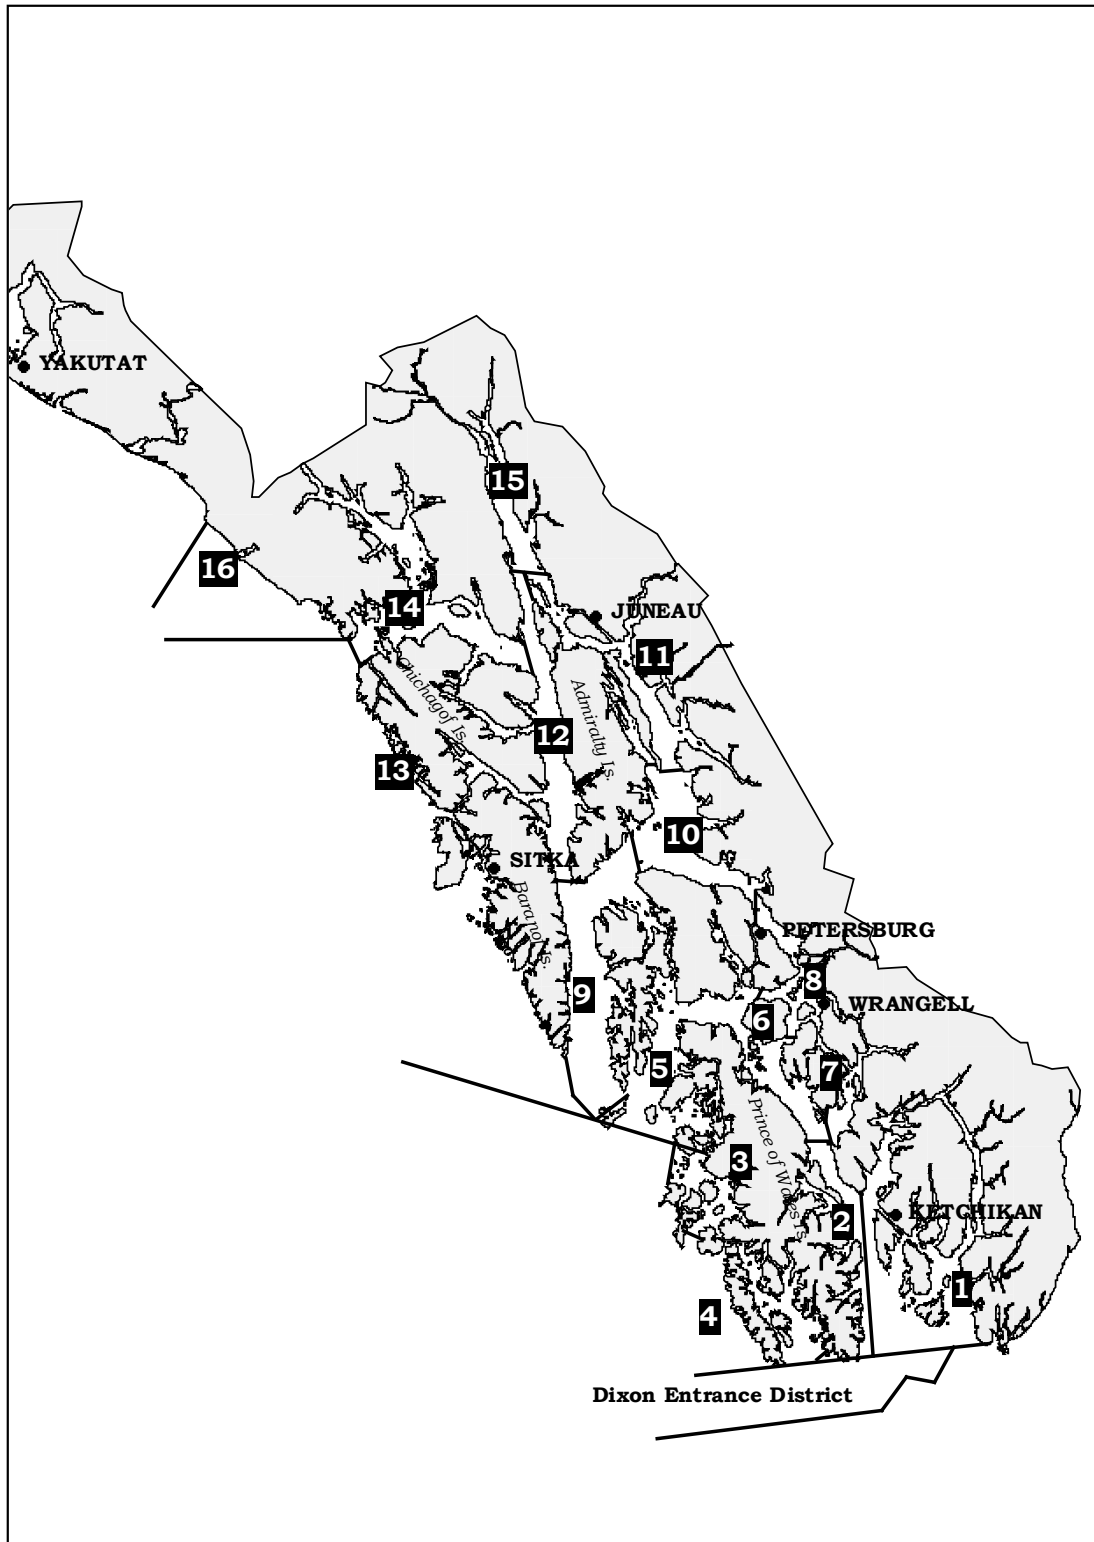 YAKUTAT
15
16
14
JUNEAU
11
Chichagof Is.
Admiralty Is.
12
13
10
SITKA
Baranof Is.
PETERSBURG
8
9
WRANGELL
6
5
7
Prince of Wales Is.
3
KETCHIKAN
2
1
4
Dixon Entrance District